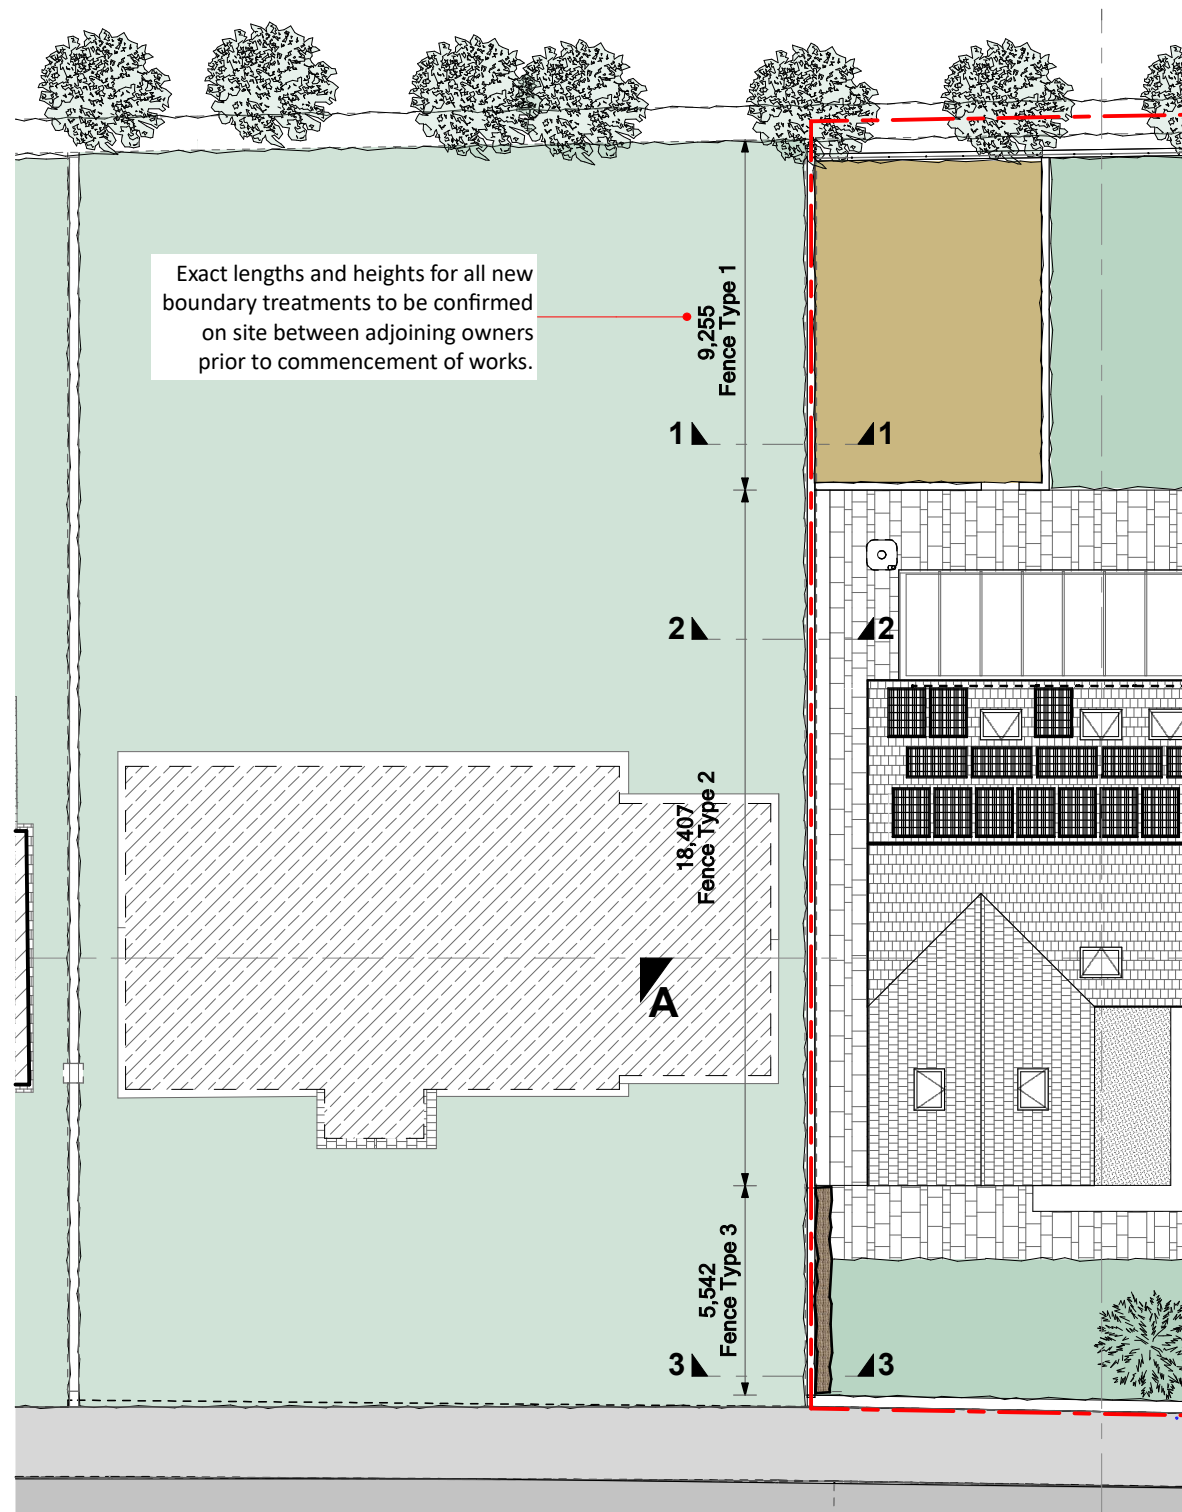 Exact lengths and heights for all new
boundary treatments to be confirmed
on site between adjoining owners
prior to commencement of works.
9,255
Fence Type 1
1
1
2
2
18,407
Fence Type 2
A
5,542
Fence Type 3
3
3